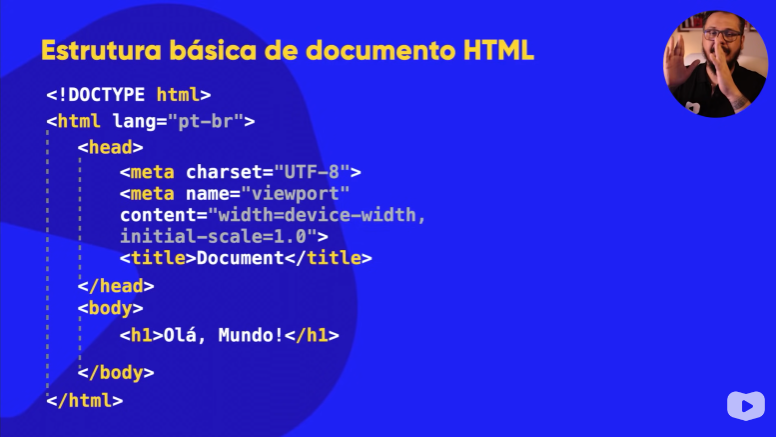 Estrutura básica de documento HTML
<!DOCTYPE html>
<html lang="pt-br">
<head>
<meta charset="UTF-8">
<meta name="viewport"
content="width=device-width,
initial-scale=1.0">
<title>Document</title>
</head>
<body>
<h1>Olá, Mundo!</h1>
</body>
</html>